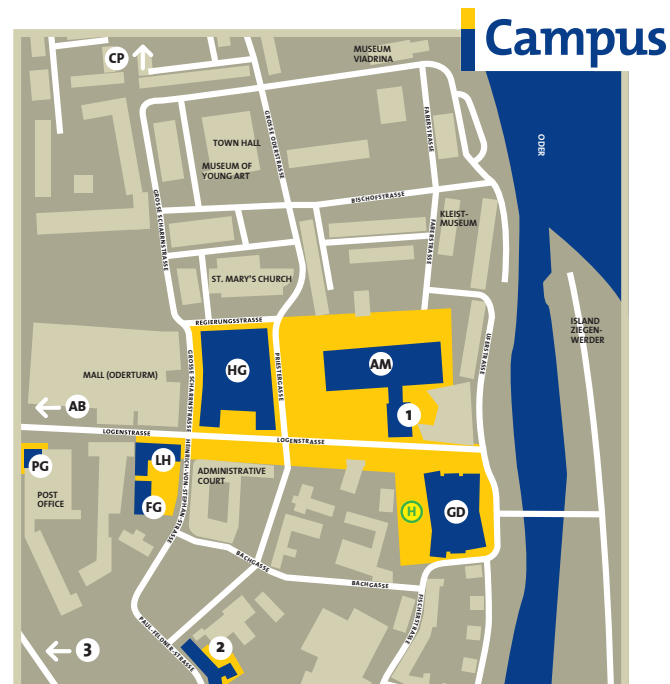 Campus
CP
MUSEUM
VIADRINA
ODER
GROSSE ODERSTRASSE
FABERSTRASSE
TOWN HALL
MUSEUM OF
YOUNG ART
GROSSE SCHARRNSTRASSE
BISCHOFSTRASSE
KLEIST-
MUSEUM
FABERSTRASSE
ST. MARY'S CHURCH
REGIERUNGSSTRASSE
ISLAND
ZIEGEN-
WERDER
UFERSTRASSE
GROSSE SCHARRNSTRASSE
PRIESTERGASSE
HG
AM
MALL (ODERTURM)
AB
1
LOGENSTRASSE
LOGENSTRASSE
HEINRICH-VON-STEPHAN-STRASSE
PG
LH
ADMINISTRATIVE
COURT
POST
OFFICE
FG
H
GD
BACHGASSE
BACHGASSE
FISCHERSTRASSE
PAUL-FELDNER-STRASSE
3
2